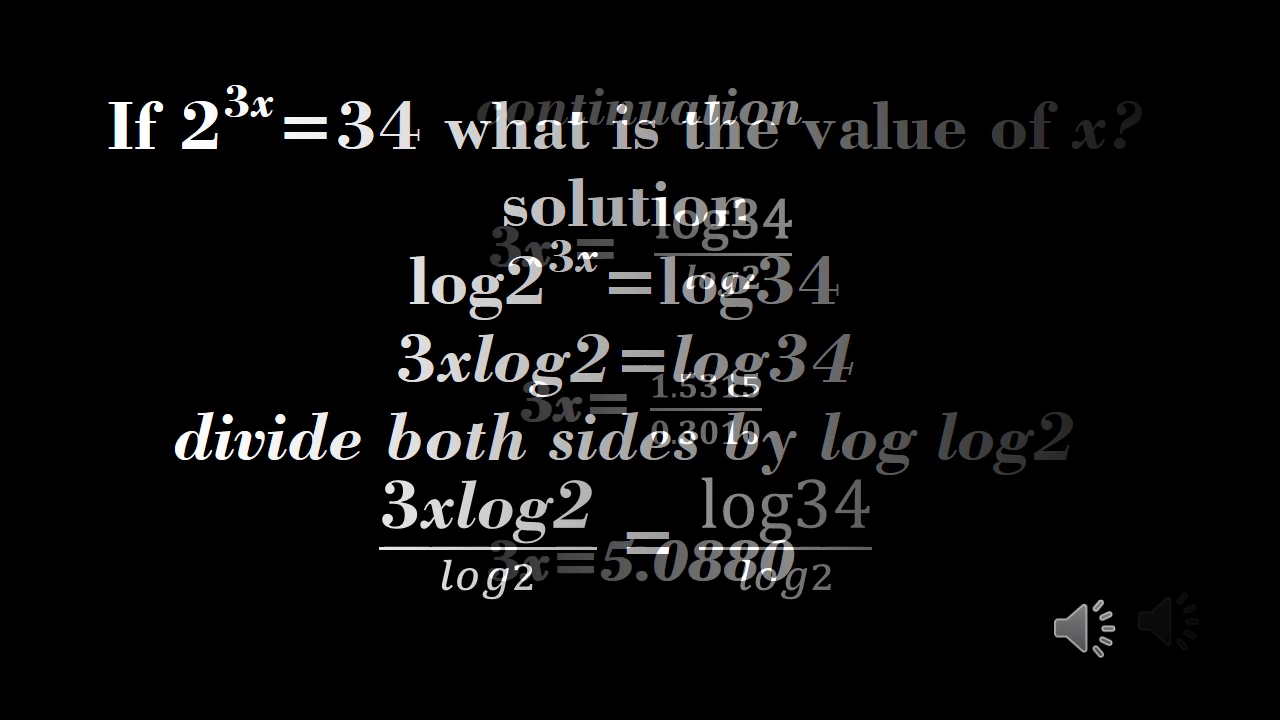 If 2^{3x}=34 what is the value of x?
solution
log2^{3x}=log34
3xlog2=log34
divide both sides by log log2
3xlog2/log2 = log34/log2
continuation
3x = log34/log2
3x = 1.5315/0.3010
3x=5.0880